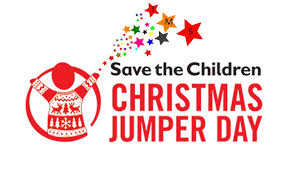 M
S
Save the Children
CHRISTMAS
JUMPER DAY